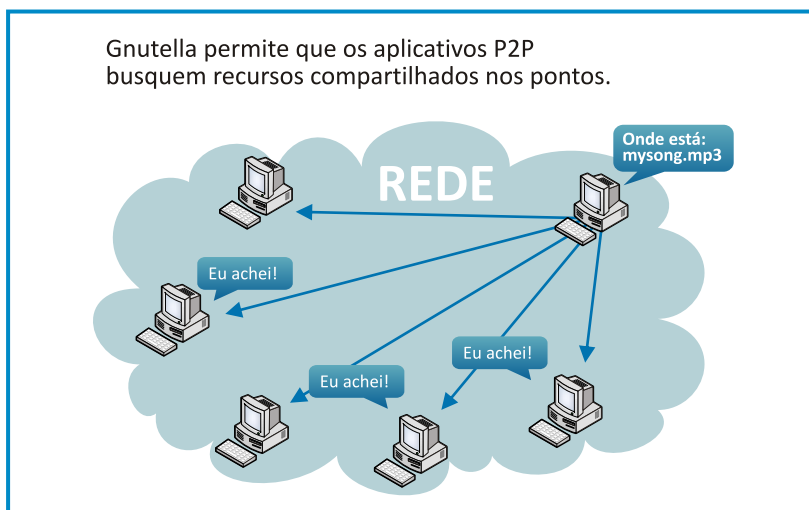 Gnutella permite que os aplicativos P2P
busquem recursos compartilhados nos pontos.
Onde está:
mysong.mp3
REDE
Eu achei!
Eu achei!
Eu achei!